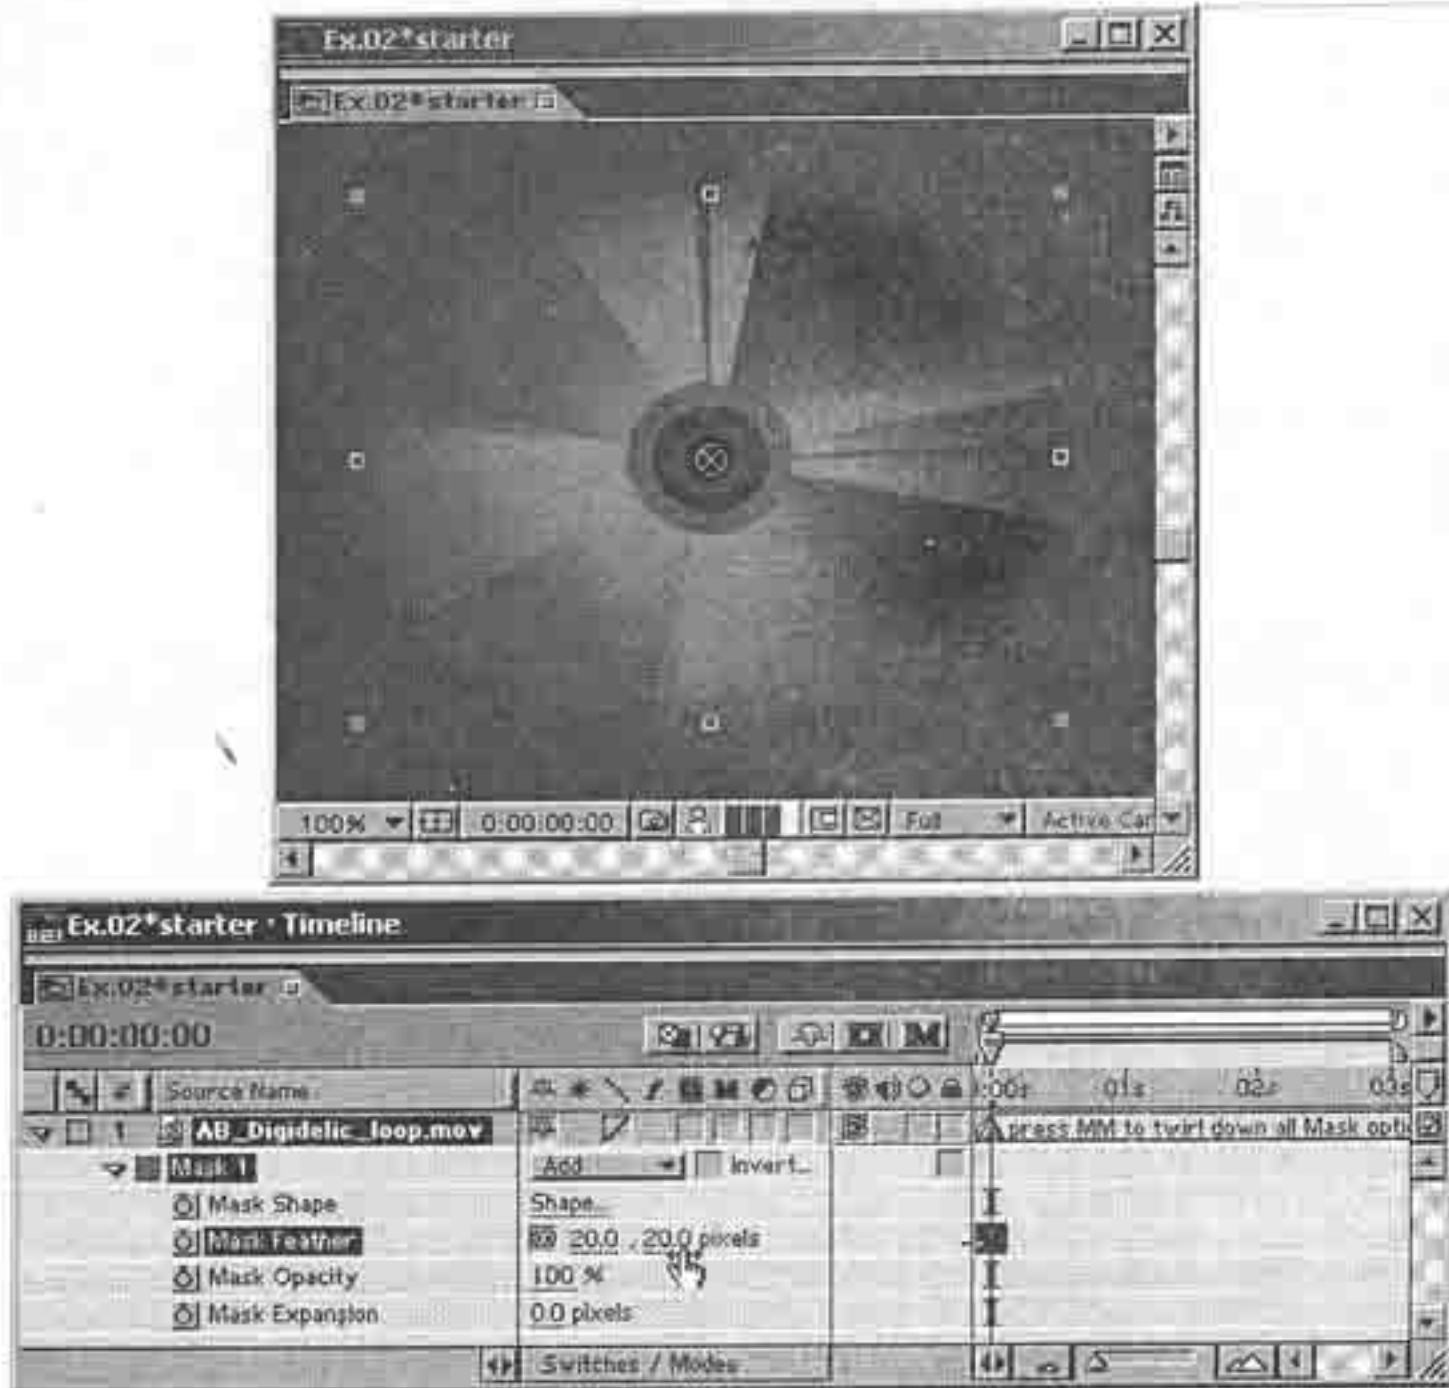 Ex.02*starter
Ex.02*starter
100% 0:00:00:00 Full Active Car
Ex.02*starter · Timeline
Ex.02*starter
0:00:00:00
# Source Name :00s 01s 02s 03s
1 AB_Digidelic_loop.mov press MM to twirl down all Mask optio
Mask 1 Add Invert...
Mask Shape Shape...
Mask Feather 20.0 , 20.0 pixels
Mask Opacity 100 %
Mask Expansion 0.0 pixels
Switches / Modes